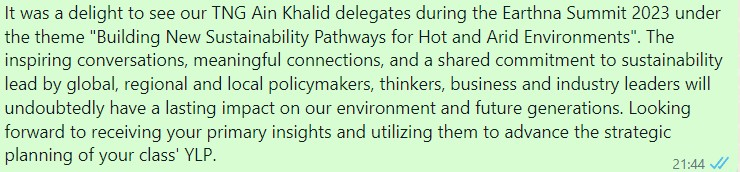 It was a delight to see our TNG Ain Khalid delegates during the Earthna Summit 2023 under
the theme "Building New Sustainability Pathways for Hot and Arid Environments". The
inspiring conversations, meaningful connections, and a shared commitment to sustainability
lead by global, regional and local policymakers, thinkers, business and industry leaders will
undoubtedly have a lasting impact on our environment and future generations. Looking
forward to receiving your primary insights and utilizing them to advance the strategic
planning of your class' YLP.
21:44